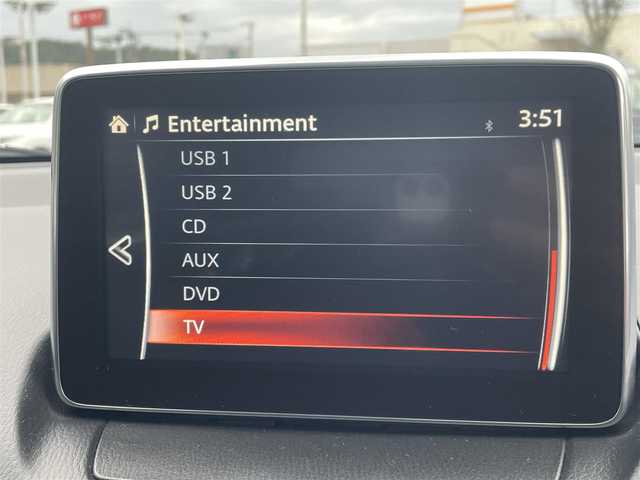 Entertainment 3:51
USB 1
USB 2
CD
AUX
DVD
TV